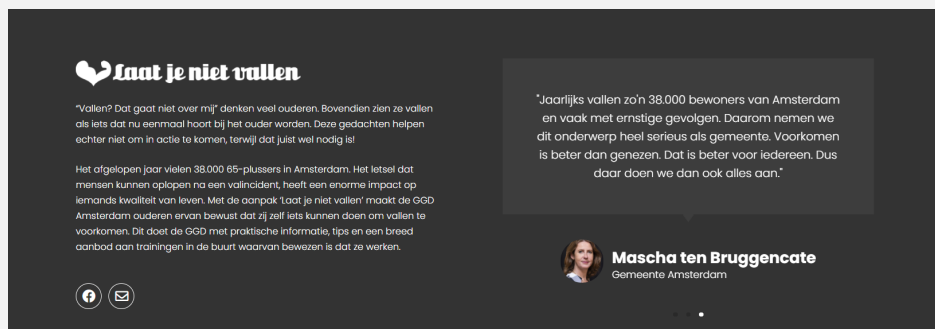 Laat je niet vallen
“Vallen? Dat gaat niet over mij” denken veel ouderen. Bovendien zien ze vallen
als iets dat nu eenmaal hoort bij het ouder worden. Deze gedachten helpen
echter niet om in actie te komen, terwijl dat juist wel nodig is!
Het afgelopen jaar vielen 38.000 65-plussers in Amsterdam. Het letsel dat
mensen kunnen oplopen na een valincident, heeft een enorme impact op
iemands kwaliteit van leven. Met de aanpak ‘Laat je niet vallen’ maakt de GGD
Amsterdam ouderen ervan bewust dat zij zelf iets kunnen doen om vallen te
voorkomen. Dit doet de GGD met praktische informatie, tips en een breed
aanbod aan trainingen in de buurt waarvan bewezen is dat ze werken.
"Jaarlijks vallen zo'n 38.000 bewoners van Amsterdam
en vaak met ernstige gevolgen. Daarom nemen we
dit onderwerp heel serieus als gemeente. Voorkomen
is beter dan genezen. Dat is beter voor iedereen. Dus
daar doen we dan ook alles aan."
Mascha ten Bruggencate
Gemeente Amsterdam